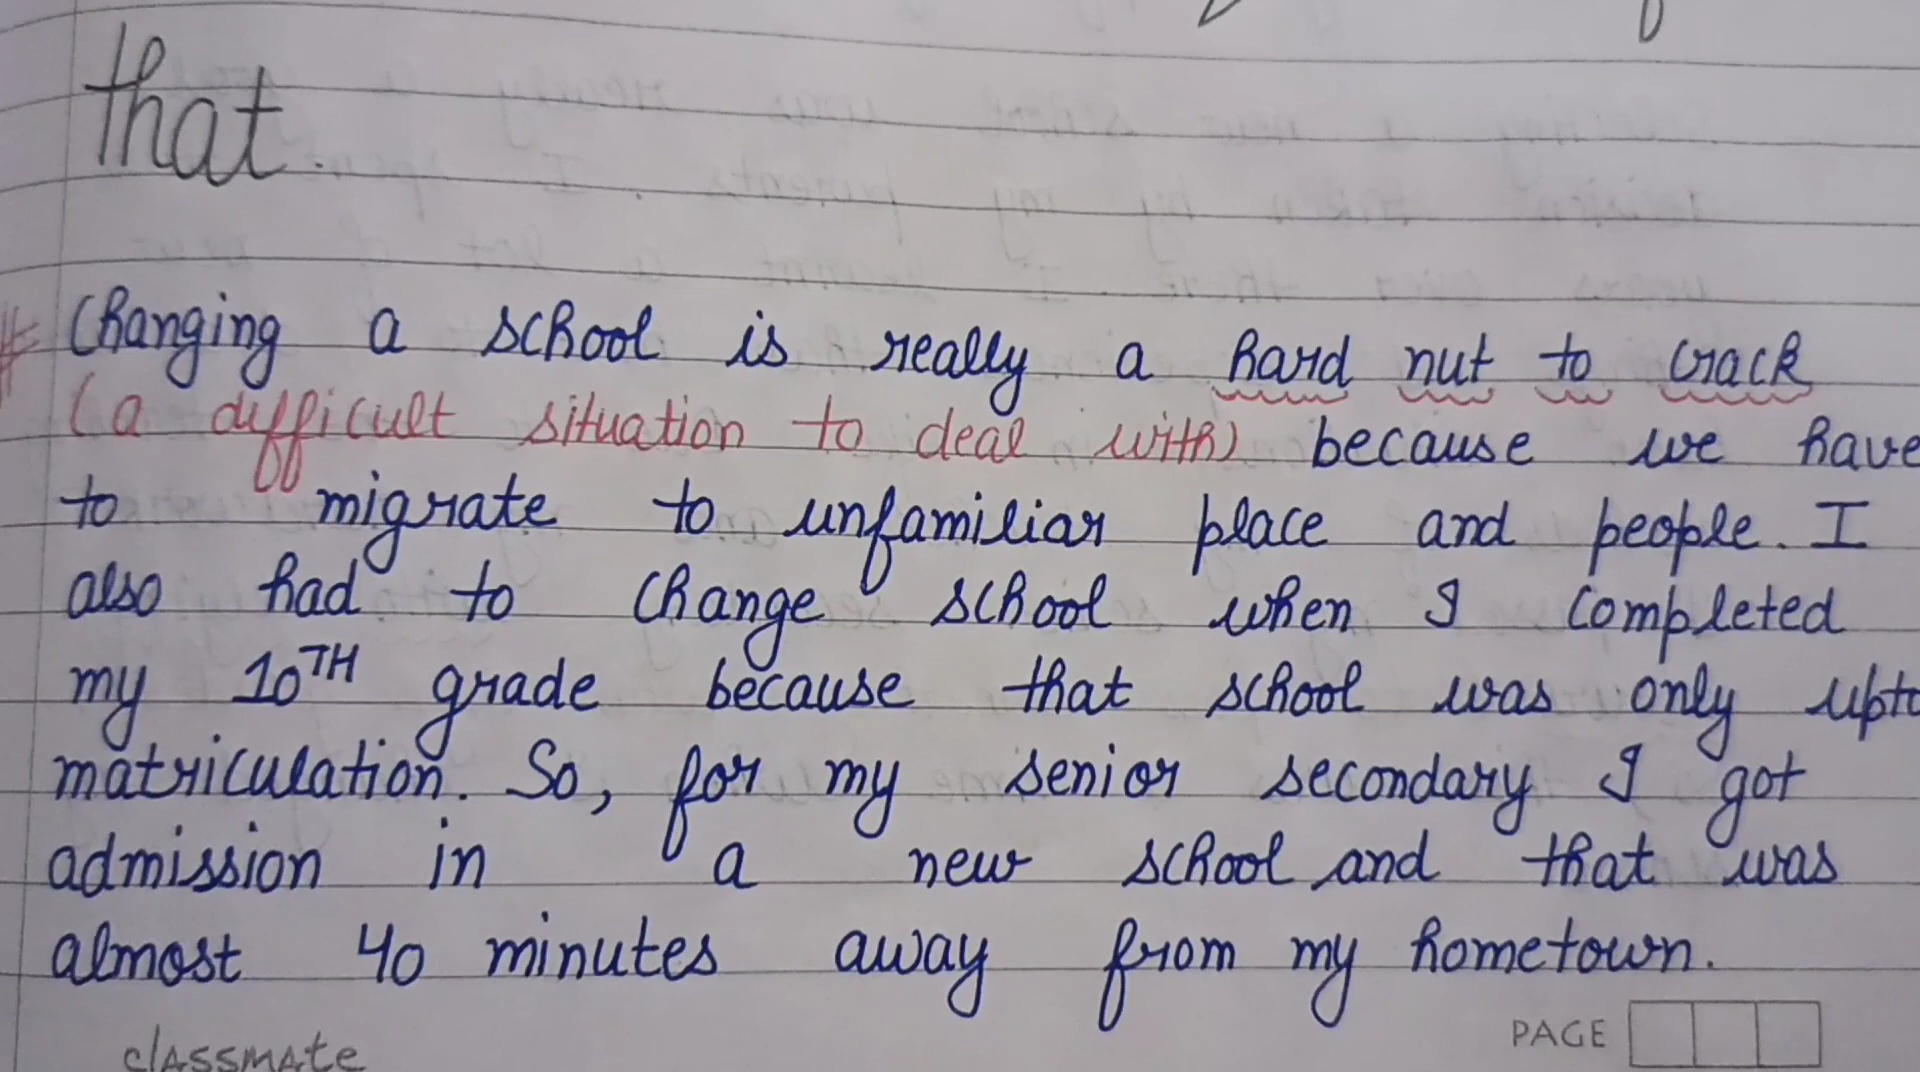 that.
Changing a school is really a hard nut to crack
(a difficult situation to deal with) because we have
to migrate to unfamiliar place and people. I
also had to change school when I completed
my 10TH grade because that school was only upto
matriculation. So, for my senior secondary I got
admission in a new school and that was
almost 40 minutes away from my hometown.
classmate
PAGE